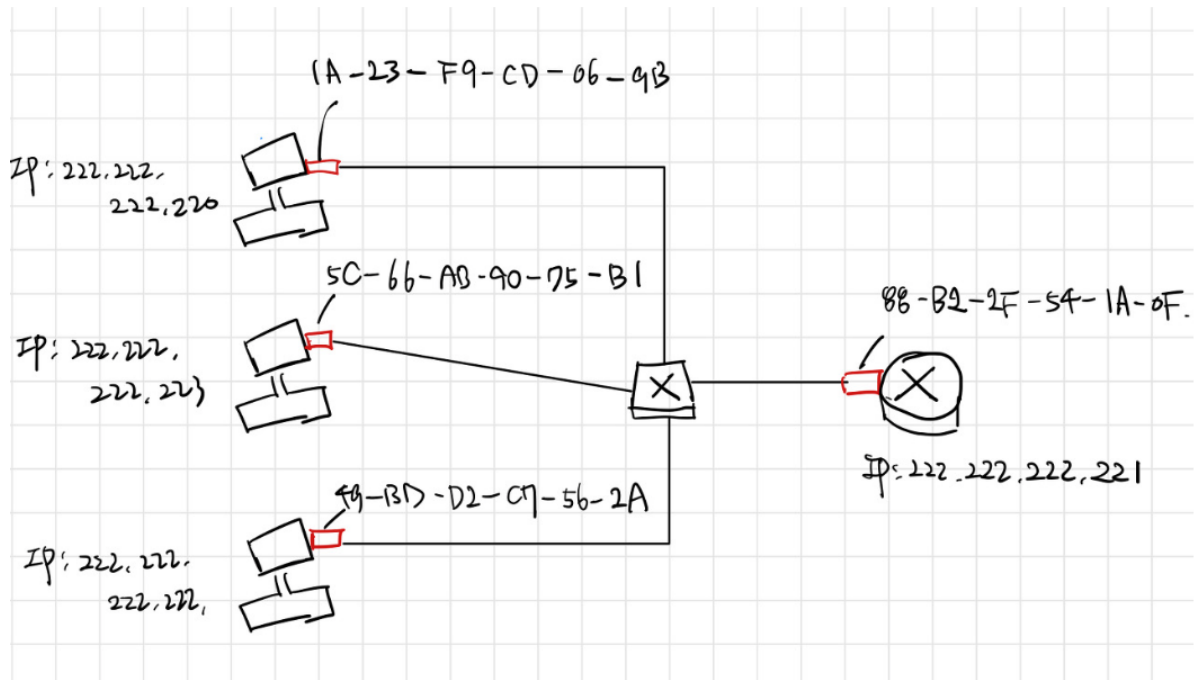 1A-23-F9-CD-06-9B
IP: 222.222.
222.220
5C-66-AB-90-75-B1
IP: 222.222.
222.223
88-B2-2F-54-1A-0F.
IP: 222.222.222.221
49-BD-D2-C7-56-2A
IP: 222.222.
222.222.